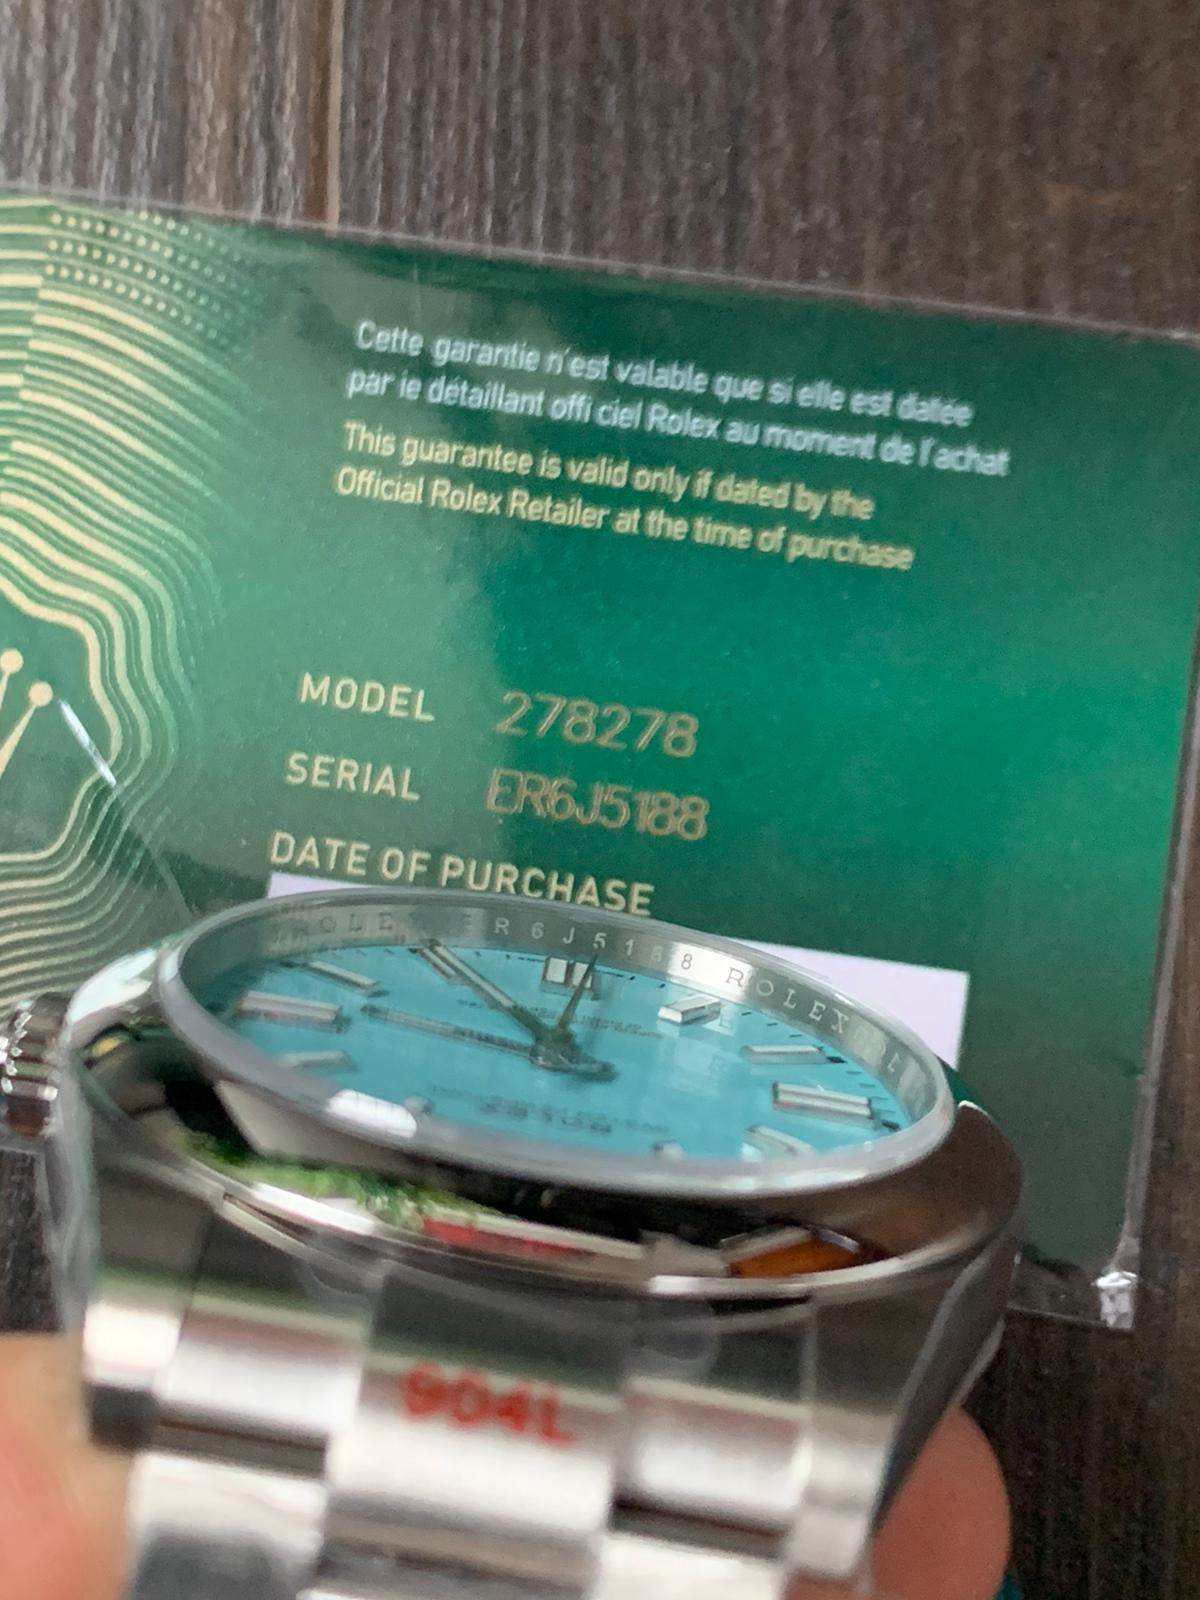 Cette garantie n'est valable que si elle est datée
par le détaillant offi ciel Rolex au moment de l'achat
This guarantee is valid only if dated by the
Official Rolex Retailer at the time of purchase
MODEL 278278
SERIAL ER6J5188
DATE OF PURCHASE
ROLEX ER6J5188 ROLEX
904L